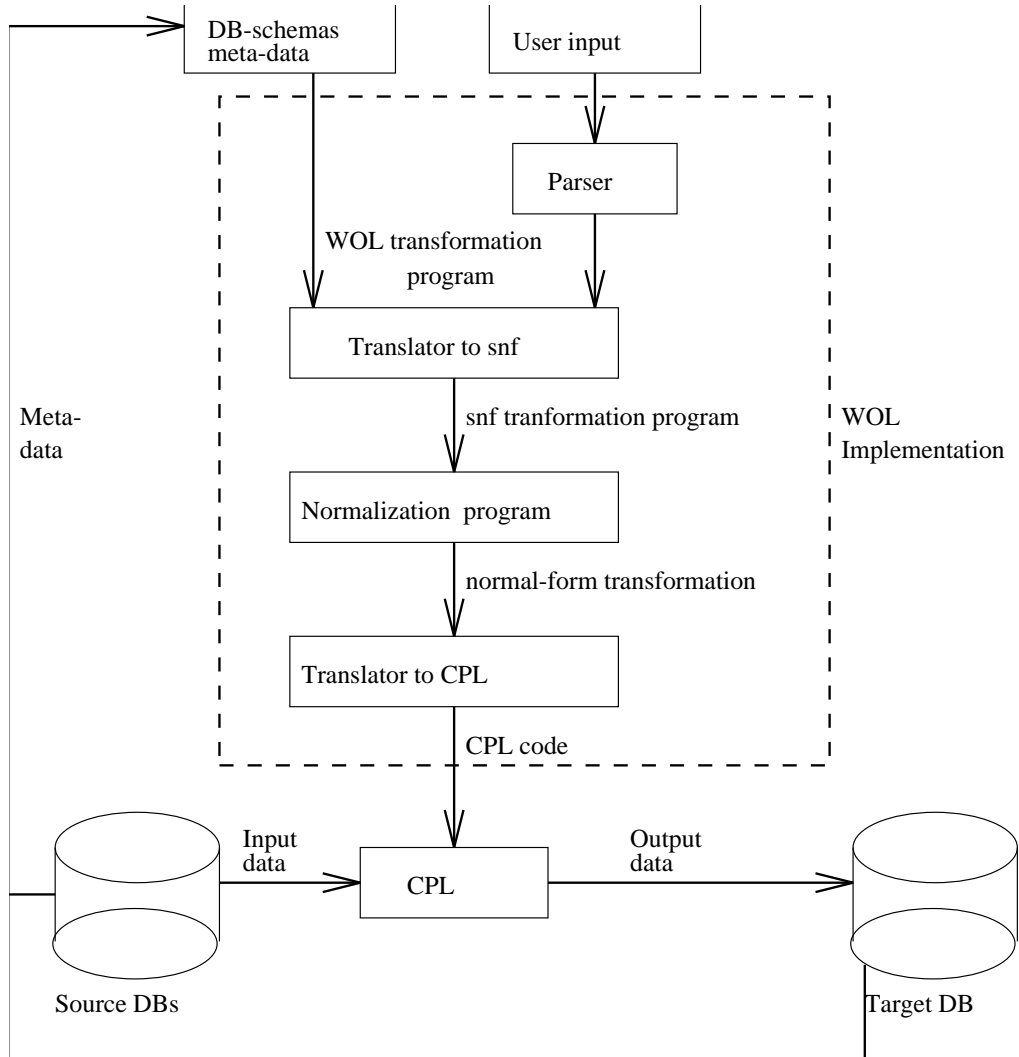 DB-schemas
meta-data
User input
Parser
WOL transformation
program
Translator to snf
Meta-
data
snf tranformation program
WOL
Implementation
Normalization program
normal-form transformation
Translator to CPL
CPL code
Input
data
Output
data
CPL
Source DBs
Target DB